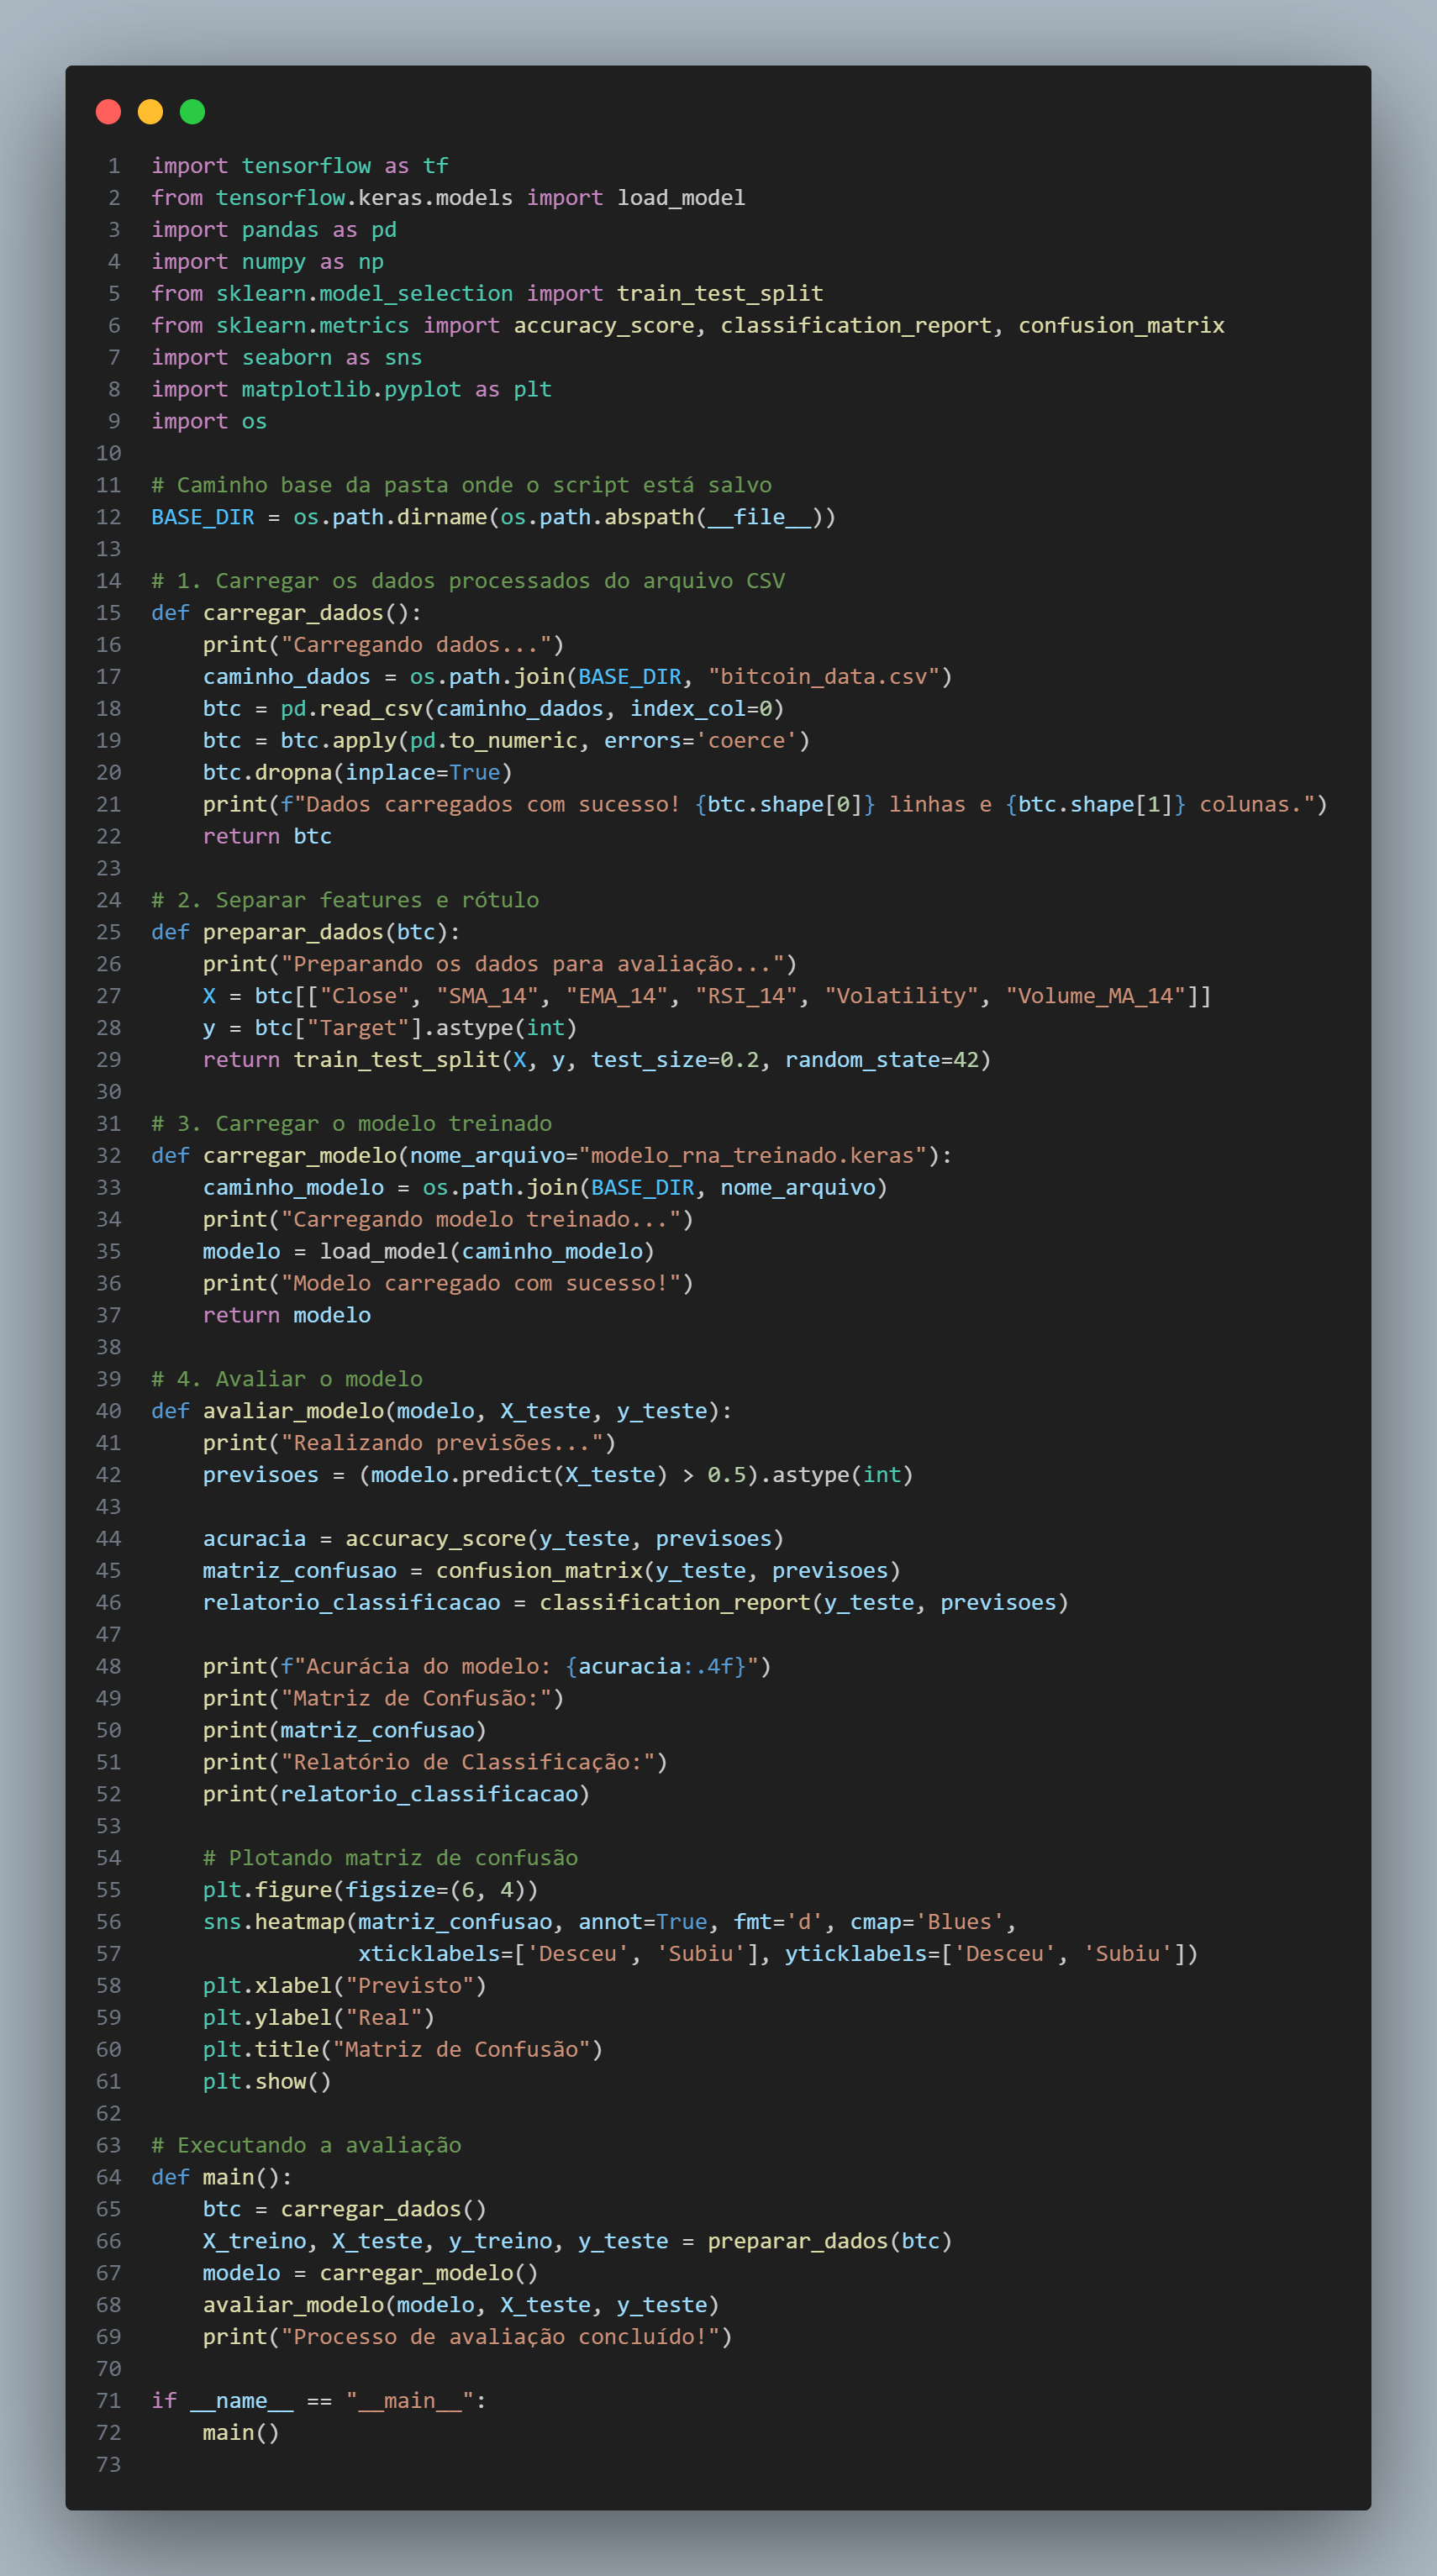 1 import tensorflow as tf
2 from tensorflow.keras.models import load_model
3 import pandas as pd
4 import numpy as np
5 from sklearn.model_selection import train_test_split
6 from sklearn.metrics import accuracy_score, classification_report, confusion_matrix
7 import seaborn as sns
8 import matplotlib.pyplot as plt
9 import os
10
11 # Caminho base da pasta onde o script está salvo
12 BASE_DIR = os.path.dirname(os.path.abspath(__file__))
13
14 # 1. Carregar os dados processados do arquivo CSV
15 def carregar_dados():
16     print("Carregando dados...")
17     caminho_dados = os.path.join(BASE_DIR, "bitcoin_data.csv")
18     btc = pd.read_csv(caminho_dados, index_col=0)
19     btc = btc.apply(pd.to_numeric, errors='coerce')
20     btc.dropna(inplace=True)
21     print(f"Dados carregados com sucesso! {btc.shape[0]} linhas e {btc.shape[1]} colunas.")
22     return btc
23
24 # 2. Separar features e rótulo
25 def preparar_dados(btc):
26     print("Preparando os dados para avaliação...")
27     X = btc[["Close", "SMA_14", "EMA_14", "RSI_14", "Volatility", "Volume_MA_14"]]
28     y = btc["Target"].astype(int)
29     return train_test_split(X, y, test_size=0.2, random_state=42)
30
31 # 3. Carregar o modelo treinado
32 def carregar_modelo(nome_arquivo="modelo_rna_treinado.keras"):
33     caminho_modelo = os.path.join(BASE_DIR, nome_arquivo)
34     print("Carregando modelo treinado...")
35     modelo = load_model(caminho_modelo)
36     print("Modelo carregado com sucesso!")
37     return modelo
38
39 # 4. Avaliar o modelo
40 def avaliar_modelo(modelo, X_teste, y_teste):
41     print("Realizando previsões...")
42     previsoes = (modelo.predict(X_teste) > 0.5).astype(int)
43
44     acuracia = accuracy_score(y_teste, previsoes)
45     matriz_confusao = confusion_matrix(y_teste, previsoes)
46     relatorio_classificacao = classification_report(y_teste, previsoes)
47
48     print(f"Acurácia do modelo: {acuracia:.4f}")
49     print("Matriz de Confusão:")
50     print(matriz_confusao)
51     print("Relatório de Classificação:")
52     print(relatorio_classificacao)
53
54     # Plotando matriz de confusão
55     plt.figure(figsize=(6, 4))
56     sns.heatmap(matriz_confusao, annot=True, fmt='d', cmap='Blues',
57                 xticklabels=['Desceu', 'Subiu'], yticklabels=['Desceu', 'Subiu'])
58     plt.xlabel("Previsto")
59     plt.ylabel("Real")
60     plt.title("Matriz de Confusão")
61     plt.show()
62
63 # Executando a avaliação
64 def main():
65     btc = carregar_dados()
66     X_treino, X_teste, y_treino, y_teste = preparar_dados(btc)
67     modelo = carregar_modelo()
68     avaliar_modelo(modelo, X_teste, y_teste)
69     print("Processo de avaliação concluído!")
70
71 if __name__ == "__main__":
72     main()
73